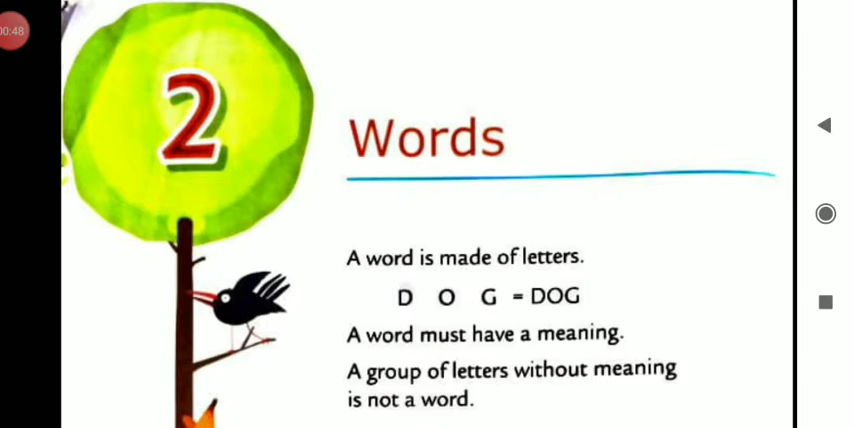 00:48
2
Words
A word is made of letters.
D O G = DOG
A word must have a meaning.
A group of letters without meaning
is not a word.